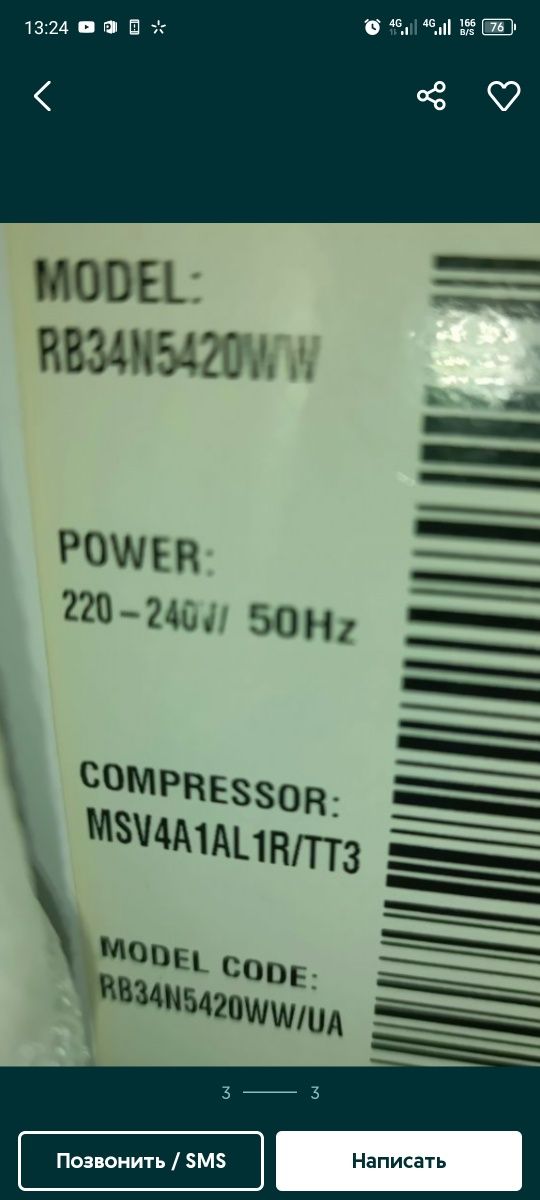 13:24
4G
4G
166
B/S
76
MODEL:
RB34N5420WW
POWER:
220-240V/ 50Hz
COMPRESSOR:
MSV4A1AL1R/TT3
MODEL CODE:
RB34N5420WW/UA
3
3
Позвонить / SMS
Написать